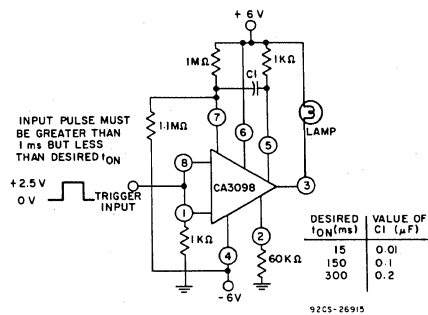 +6V
1MΩ
C1
1KΩ
INPUT PULSE MUST
BE GREATER THAN
1 ms BUT LESS
THAN DESIRED tON
1.1MΩ
7
6
5
LAMP
+2.5V
0V
TRIGGER
INPUT
8
1
CA3098
3
1KΩ
4
2
60KΩ
-6V
DESIRED tON(ms) VALUE OF C1 (μF)
15 0.01
150 0.1
300 0.2
92CS-26915